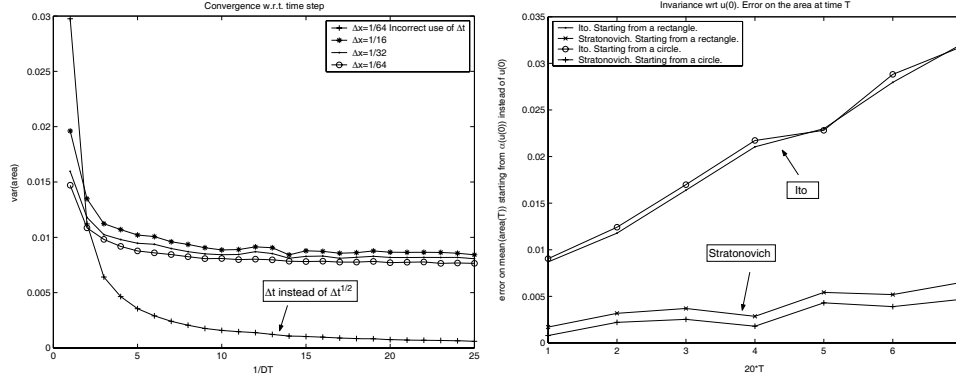 Convergence w.r.t. time step
0.03
0.025
0.02
0.015
0.01
0.005
0
var(area)
Δx=1/64 Incorrect use of Δt
Δx=1/16
Δx=1/32
Δx=1/64
Δt instead of Δt^1/2
0
5
10
15
20
25
1/DT
Invariance wrt u(0). Error on the area at time T
0.035
0.03
0.025
0.02
0.015
0.01
0.005
0
error on mean(area(T)) starting from α(u(0)) instead of u(0)
Ito. Starting from a rectangle.
Stratonovich. Starting from a rectangle.
Ito. Starting from a circle.
Stratonovich. Starting from a circle.
Ito
Stratonovich
1
2
3
4
5
6
20*T